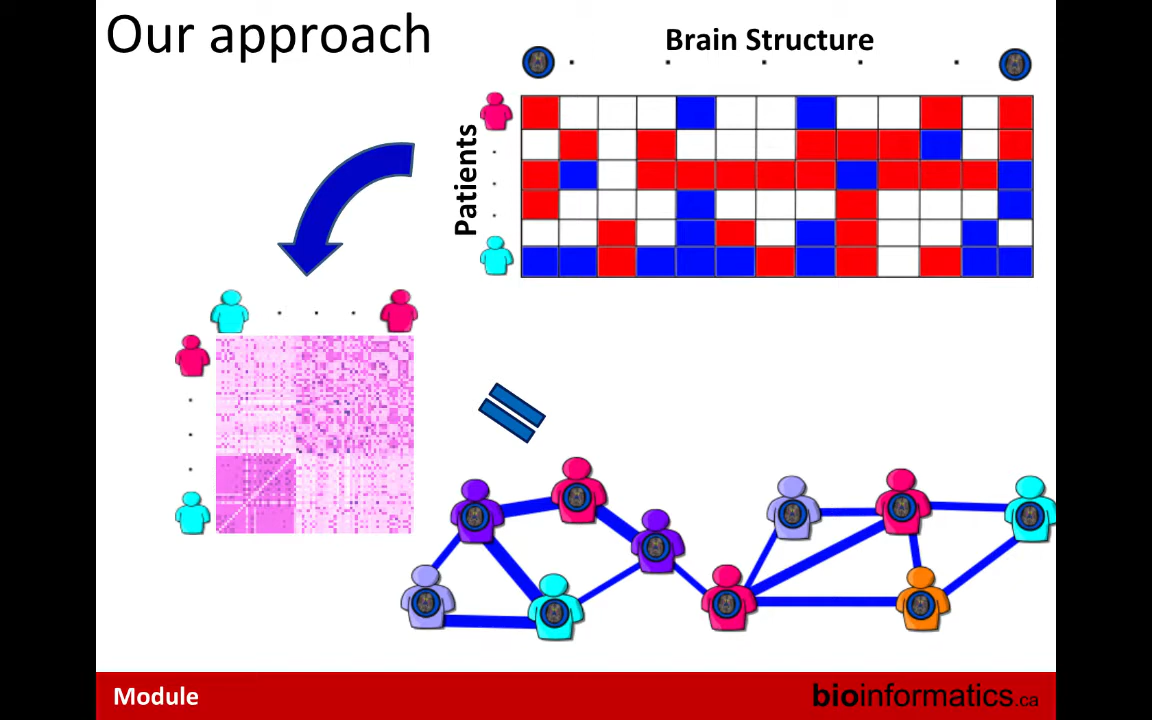 Our approach
Brain Structure
Patients
Module
bioinformatics.ca